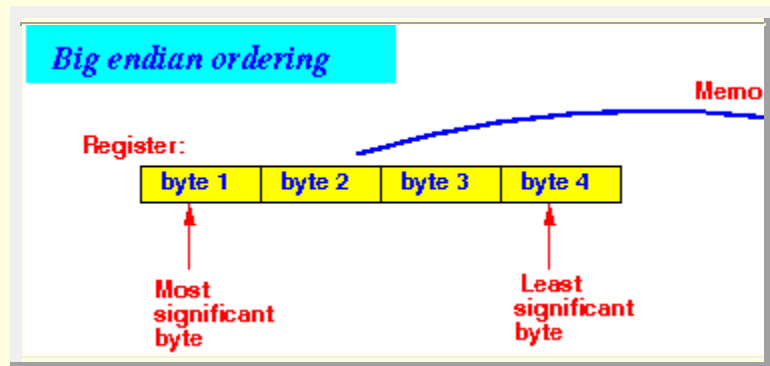 Big endian ordering
Memo
Register:
byte 1 byte 2 byte 3 byte 4
Most
significant
byte
Least
significant
byte